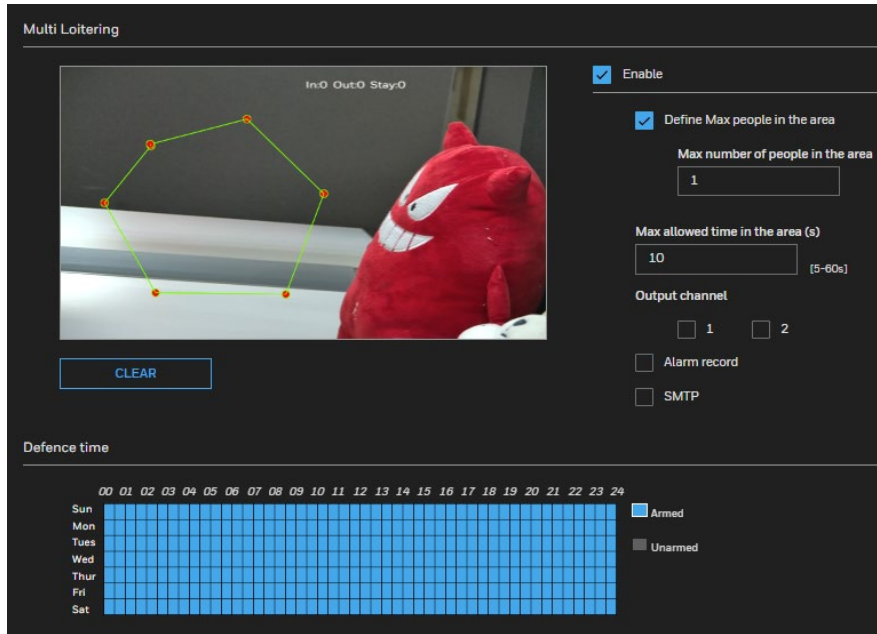 Multi Loitering
In:0 Out:0 Stay:0
Enable
Define Max people in the area
Max number of people in the area
1
Max allowed time in the area (s)
10
[5-60s]
Output channel
1 2
Alarm record
SMTP
CLEAR
Defence time
00 01 02 03 04 05 06 07 08 09 10 11 12 13 14 15 16 17 18 19 20 21 22 23 24
Sun
Mon
Tues
Wed
Thur
Fri
Sat
Armed
Unarmed